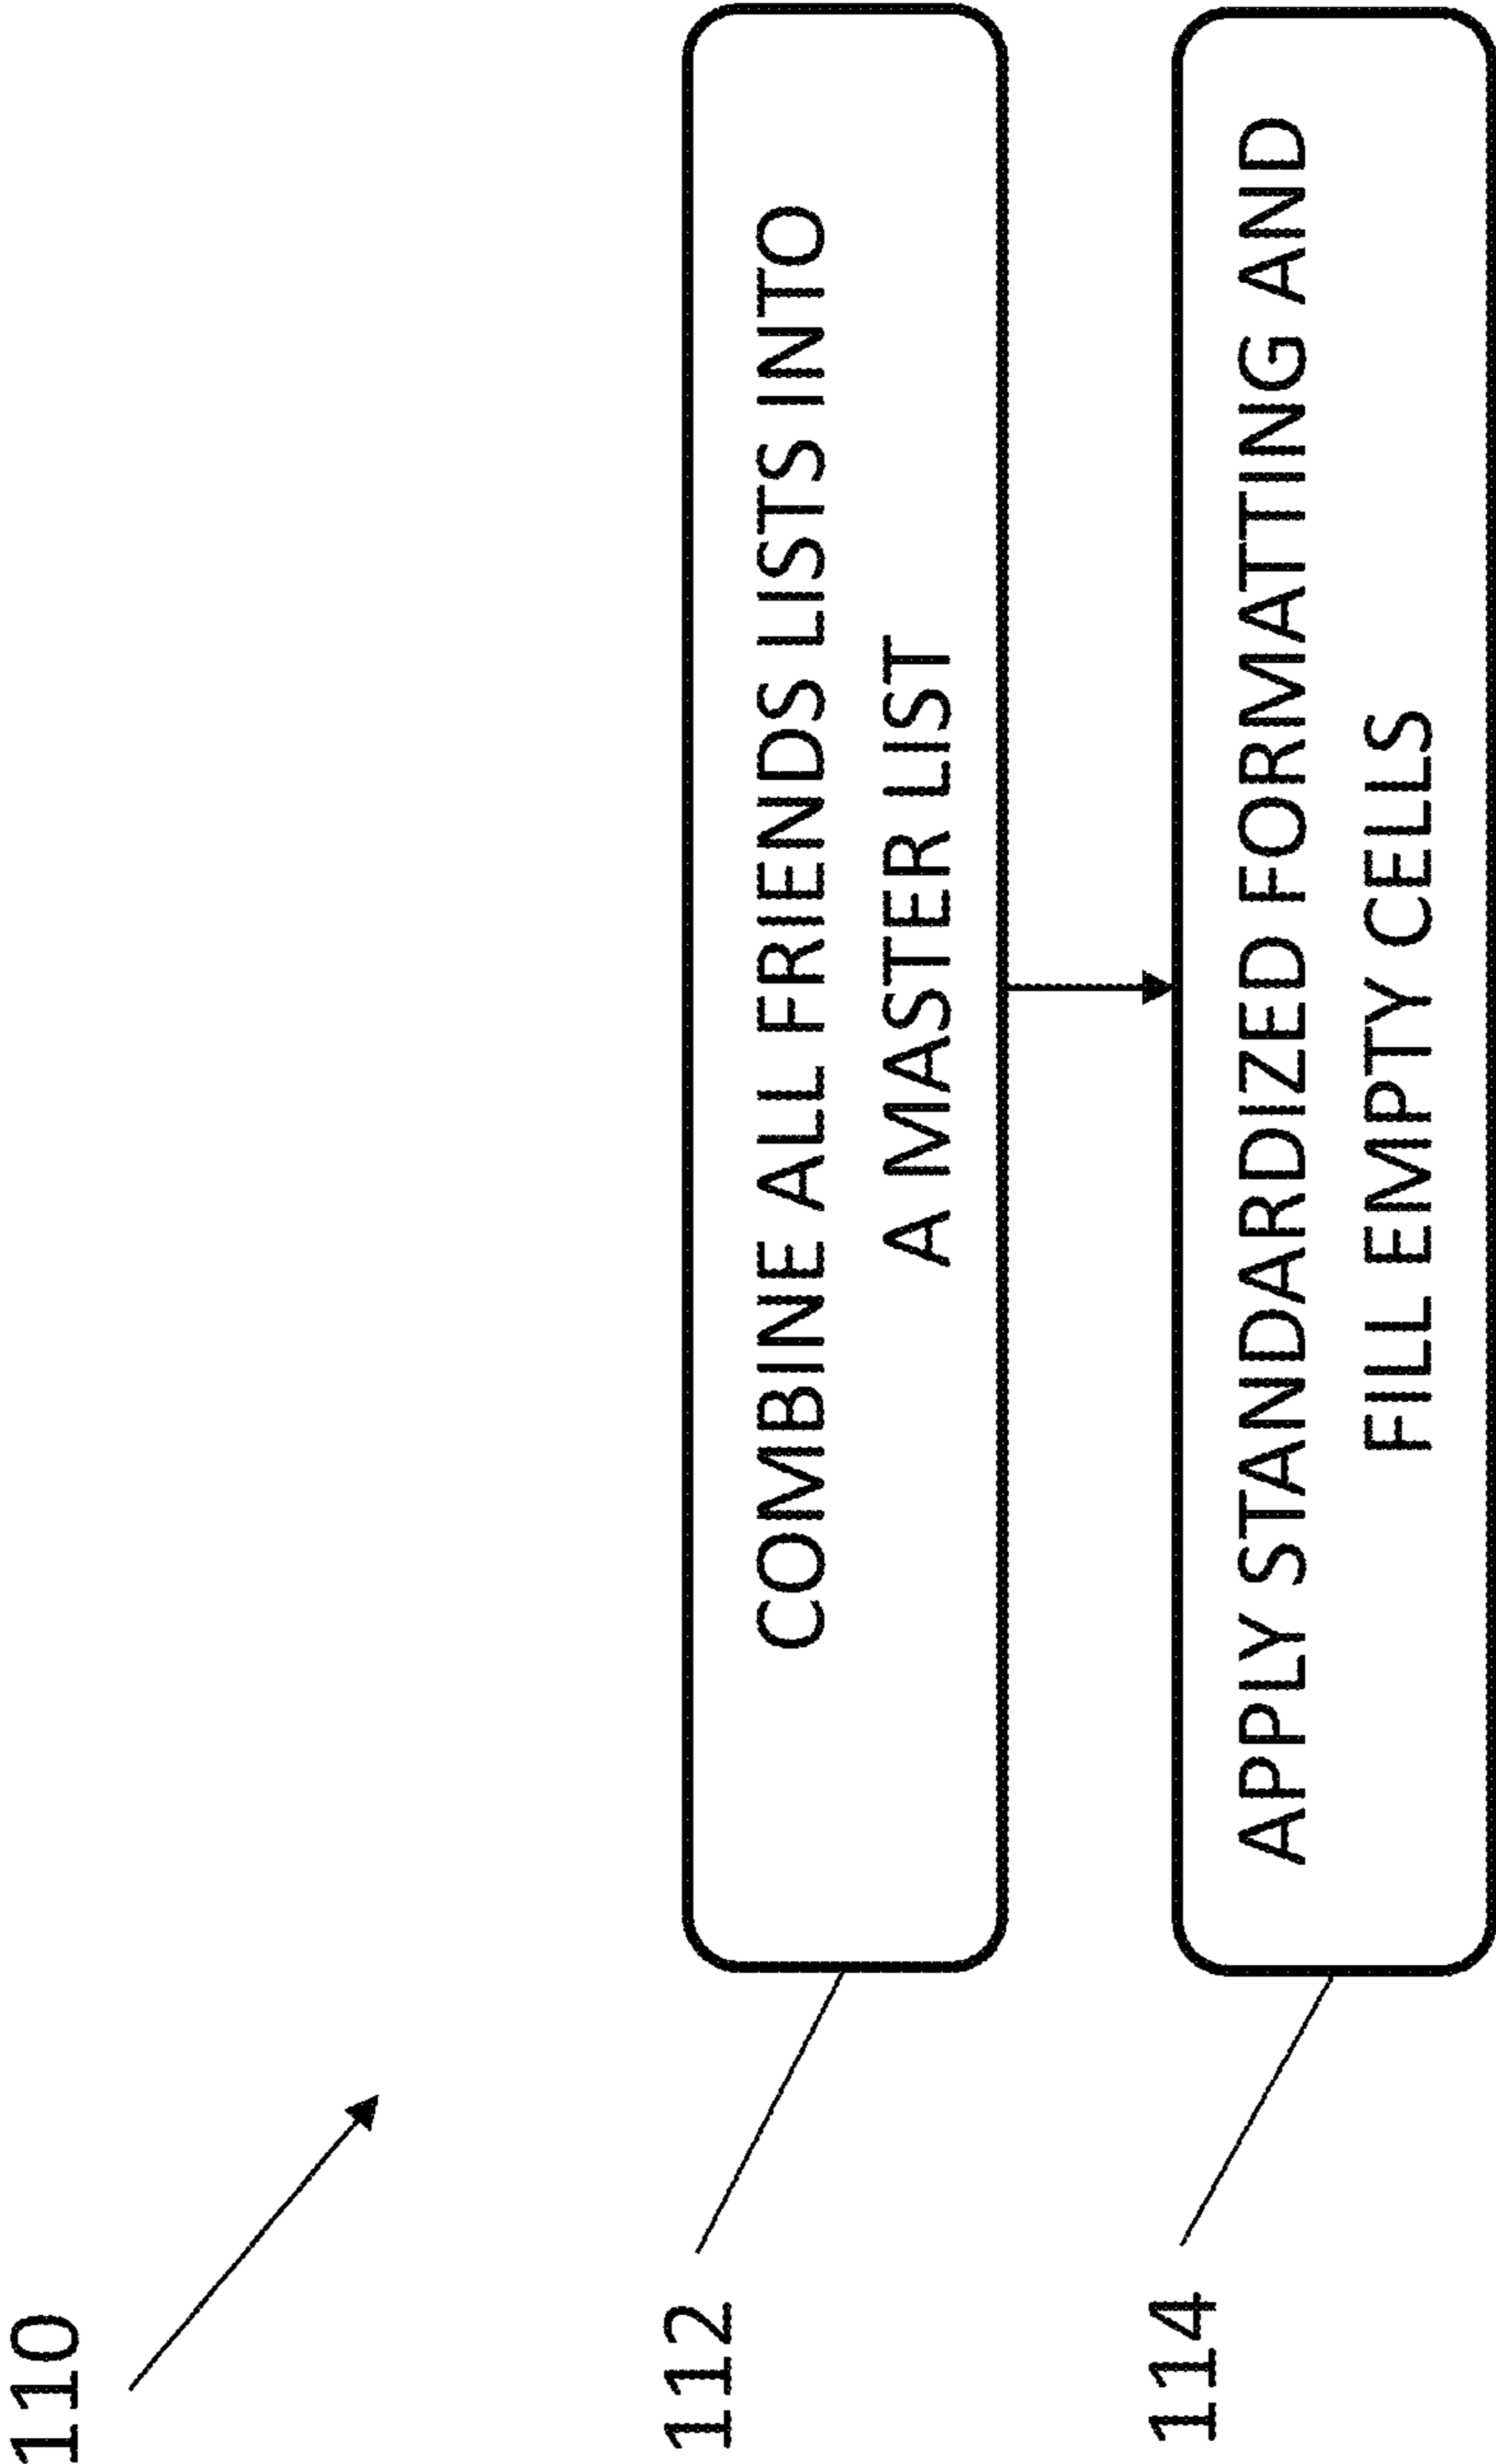 110
112
COMBINE ALL FRIENDS LISTS INTO
A MASTER LIST
114
APPLY STANDARDIZED FORMATTING AND
FILL EMPTY CELLS